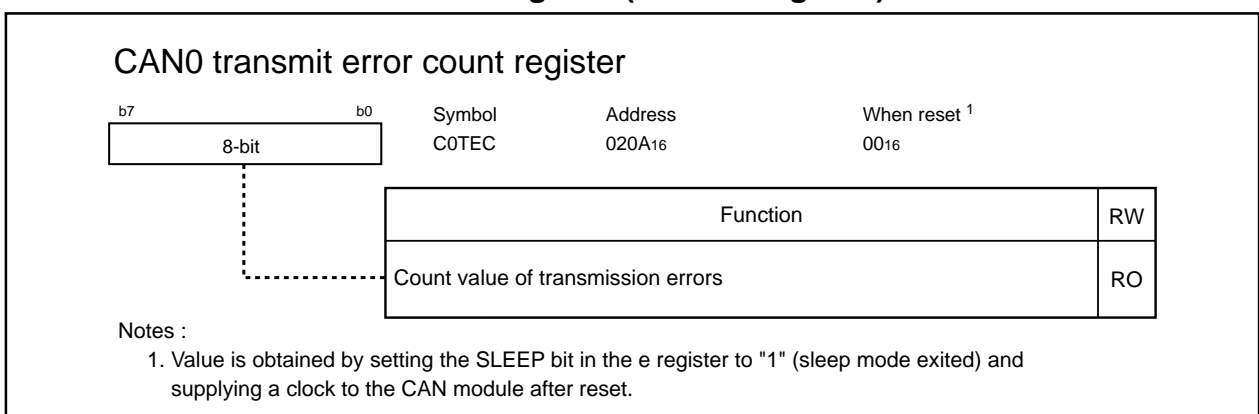 CAN0 transmit error count register
b7 b0 Symbol Address When reset 1
8-bit C0TEC 020A16 0016
Function RW
Count value of transmission errors RO
Notes :
1. Value is obtained by setting the SLEEP bit in the e register to "1" (sleep mode exited) and
supplying a clock to the CAN module after reset.